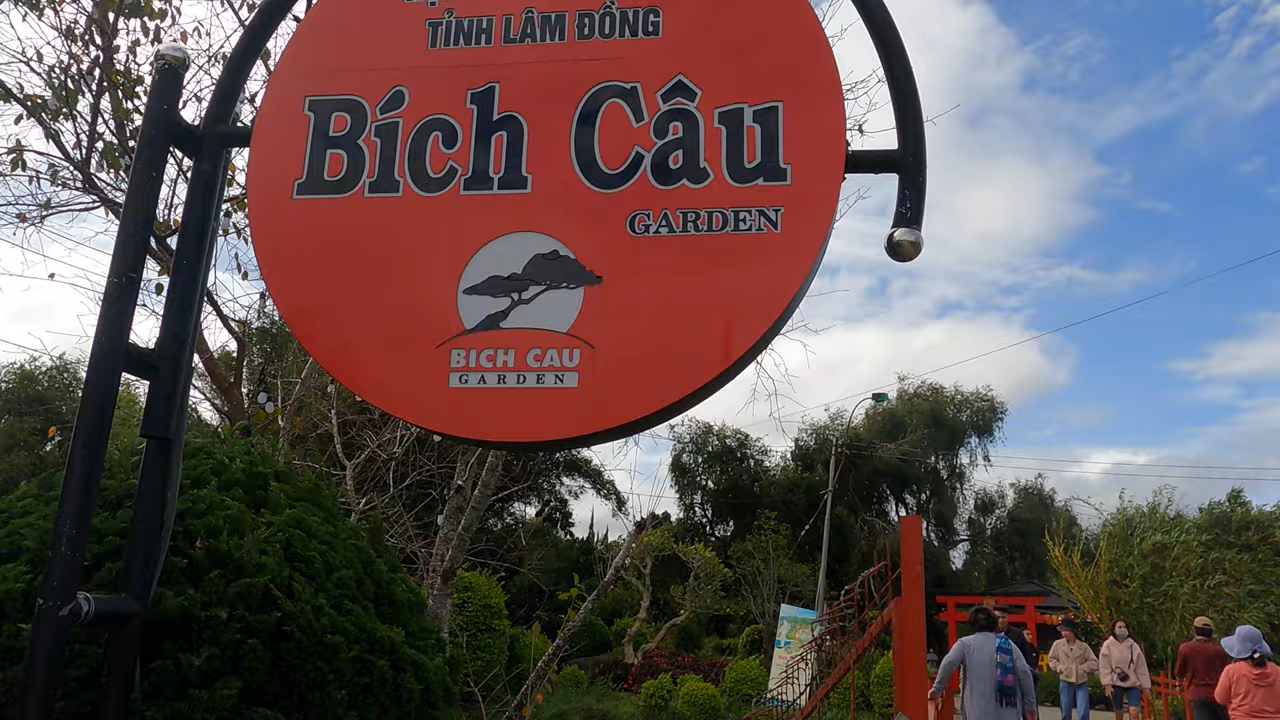 TỈNH LÂM ĐỒNG
Bích Câu
GARDEN
BICH CAU
GARDEN